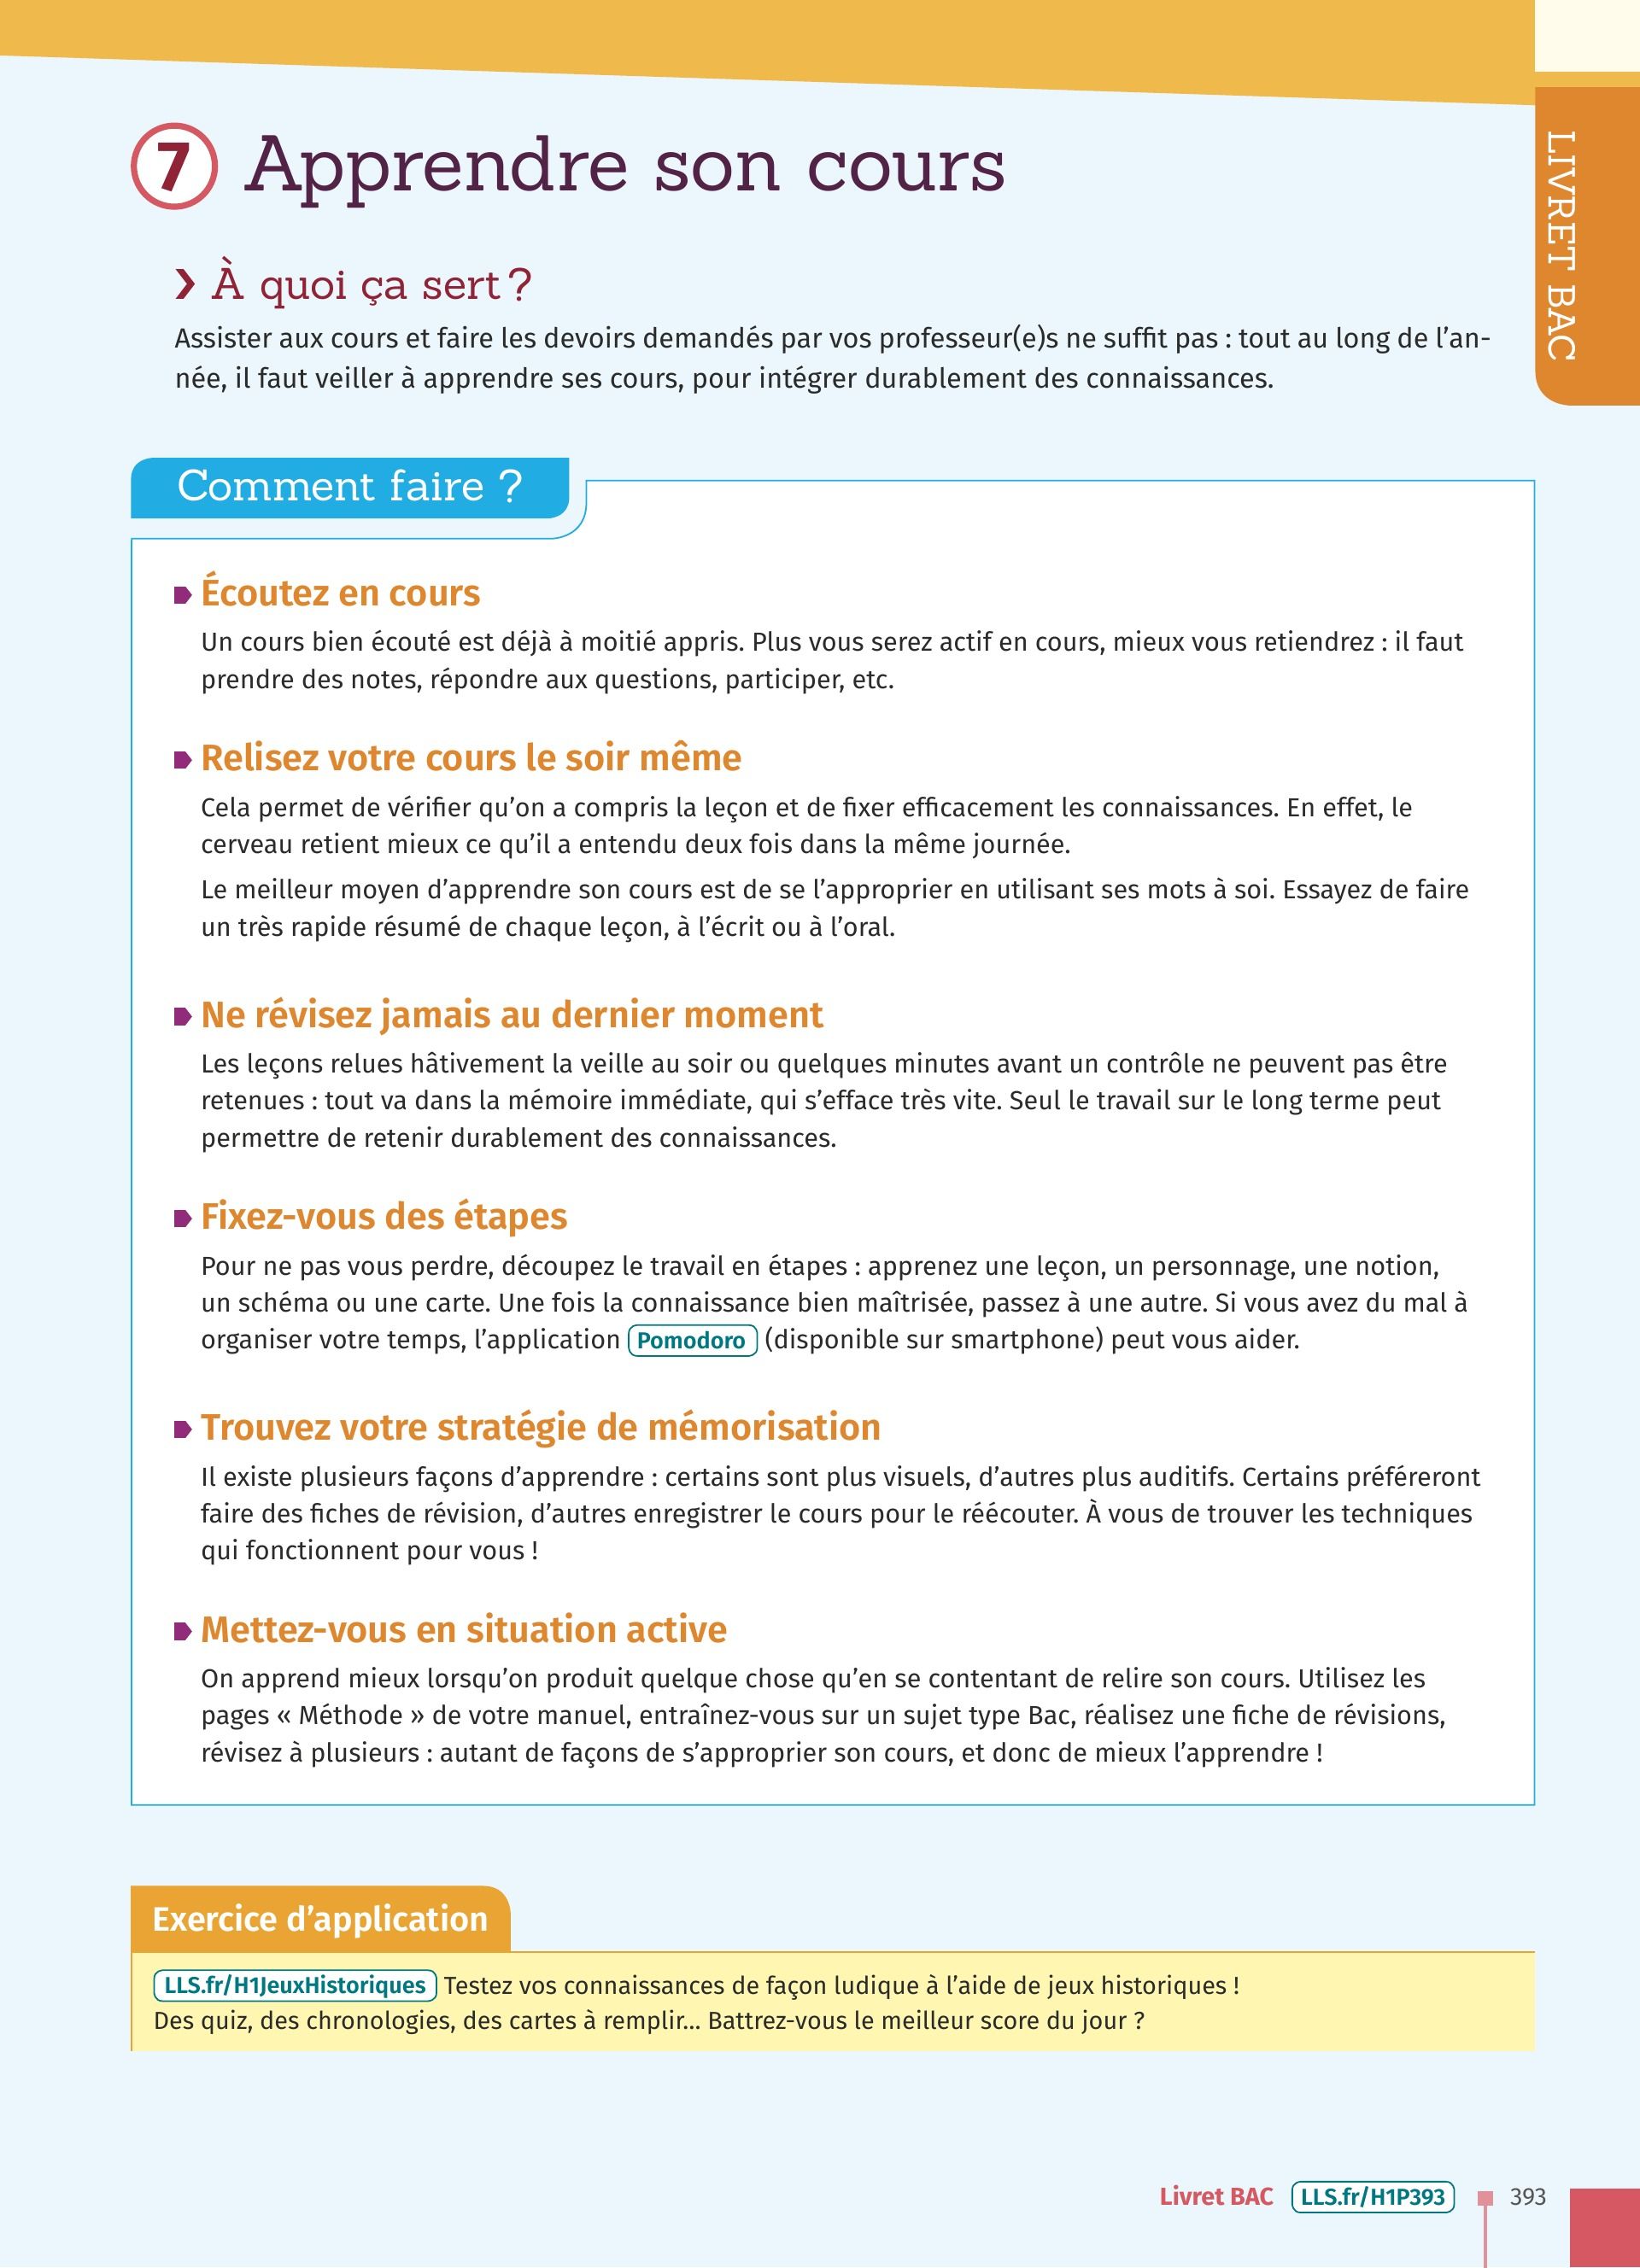 LIVRET BAC
7 Apprendre son cours
› À quoi ça sert ?
Assister aux cours et faire les devoirs demandés par vos professeur(e)s ne suffit pas : tout au long de l’an-
née, il faut veiller à apprendre ses cours, pour intégrer durablement des connaissances.
Comment faire ?
Écoutez en cours
Un cours bien écouté est déjà à moitié appris. Plus vous serez actif en cours, mieux vous retiendrez : il faut
prendre des notes, répondre aux questions, participer, etc.
Relisez votre cours le soir même
Cela permet de vérifier qu’on a compris la leçon et de fixer efficacement les connaissances. En effet, le
cerveau retient mieux ce qu’il a entendu deux fois dans la même journée.
Le meilleur moyen d’apprendre son cours est de se l’approprier en utilisant ses mots à soi. Essayez de faire
un très rapide résumé de chaque leçon, à l’écrit ou à l’oral.
Ne révisez jamais au dernier moment
Les leçons relues hâtivement la veille au soir ou quelques minutes avant un contrôle ne peuvent pas être
retenues : tout va dans la mémoire immédiate, qui s’efface très vite. Seul le travail sur le long terme peut
permettre de retenir durablement des connaissances.
Fixez-vous des étapes
Pour ne pas vous perdre, découpez le travail en étapes : apprenez une leçon, un personnage, une notion,
un schéma ou une carte. Une fois la connaissance bien maîtrisée, passez à une autre. Si vous avez du mal à
organiser votre temps, l’application Pomodoro (disponible sur smartphone) peut vous aider.
Trouvez votre stratégie de mémorisation
Il existe plusieurs façons d’apprendre : certains sont plus visuels, d’autres plus auditifs. Certains préféreront
faire des fiches de révision, d’autres enregistrer le cours pour le réécouter. À vous de trouver les techniques
qui fonctionnent pour vous !
Mettez-vous en situation active
On apprend mieux lorsqu’on produit quelque chose qu’en se contentant de relire son cours. Utilisez les
pages « Méthode » de votre manuel, entraînez-vous sur un sujet type Bac, réalisez une fiche de révisions,
révisez à plusieurs : autant de façons de s’approprier son cours, et donc de mieux l’apprendre !
Exercice d’application
LLS.fr/H1JeuxHistoriques Testez vos connaissances de façon ludique à l’aide de jeux historiques !
Des quiz, des chronologies, des cartes à remplir… Battrez-vous le meilleur score du jour ?
Livret BAC LLS.fr/H1P393 393